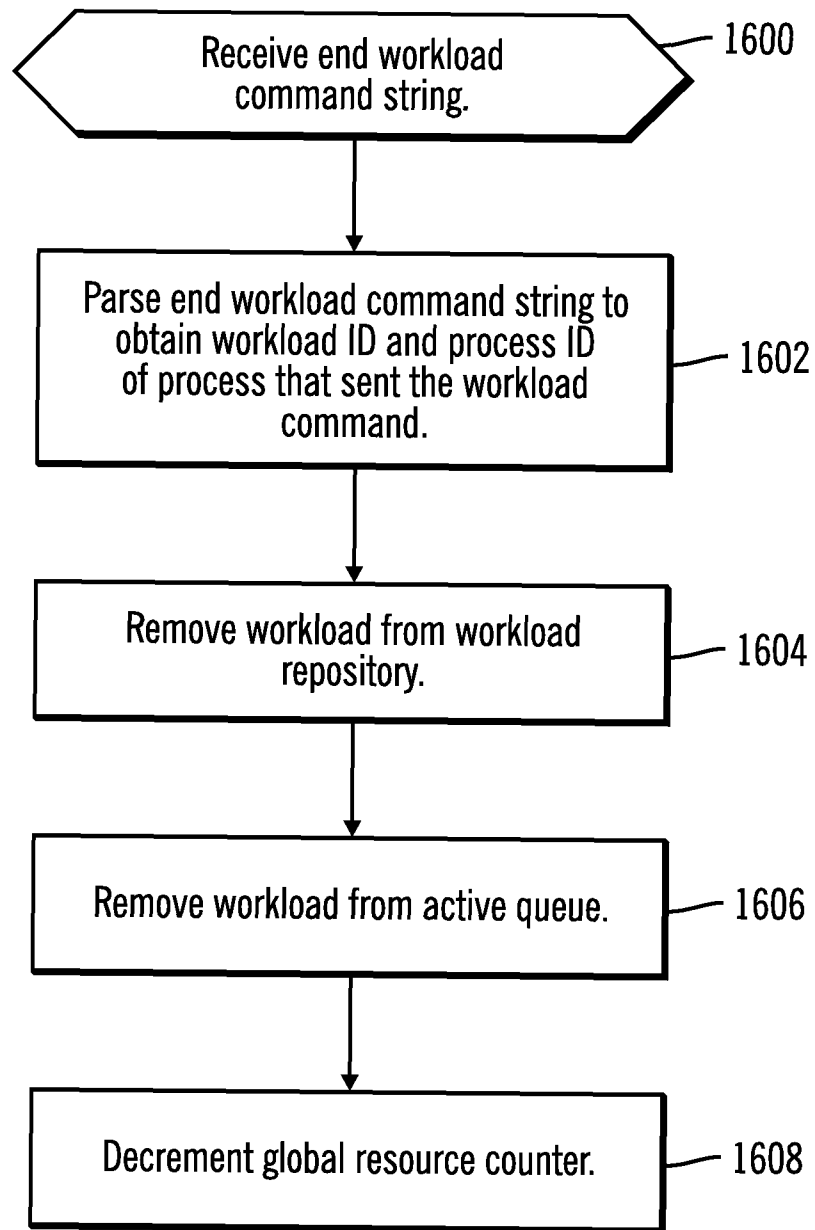 Receive end workload
command string.
1600
Parse end workload command string to
obtain workload ID and process ID
of process that sent the workload
command.
1602
Remove workload from workload
repository.
1604
Remove workload from active queue.
1606
Decrement global resource counter.
1608